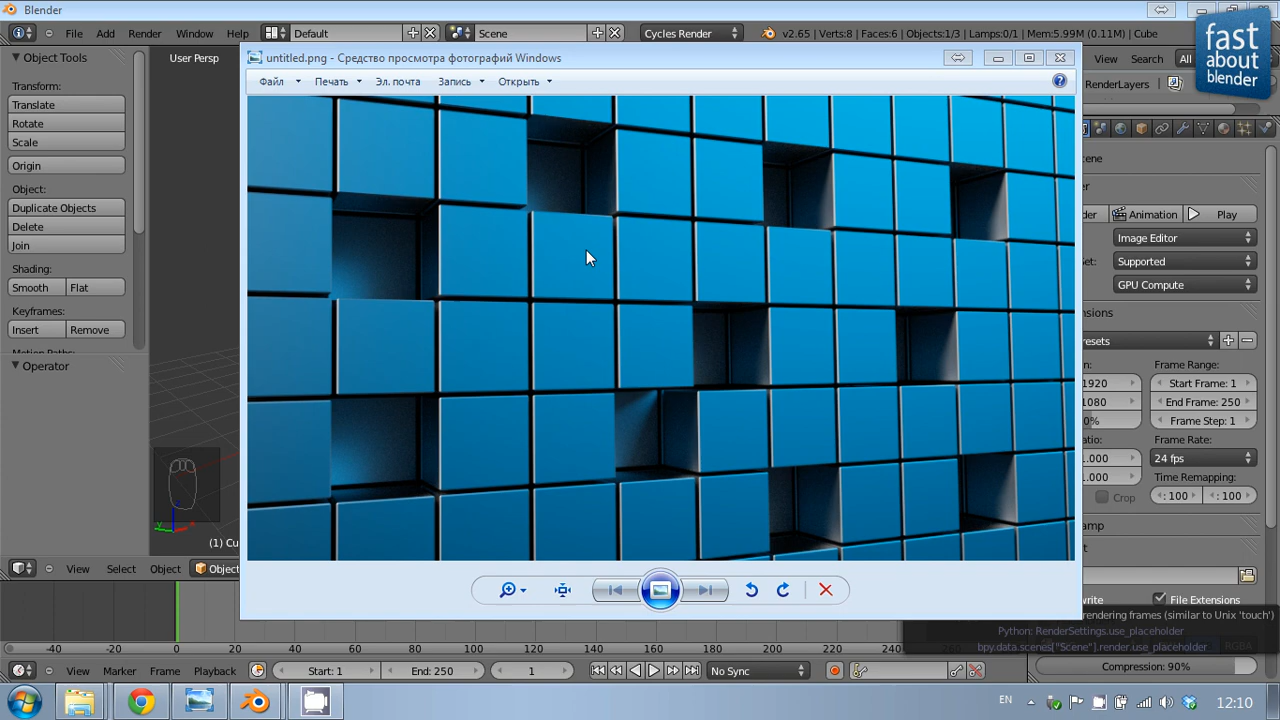 Blender
File Add Render Window Help
Default
Scene
Cycles Render
v2.65 | Verts:8 | Faces:6 | Objects:1/3 | Lamps:0/1 | Mem:5.99M (0.11M) | Cube
fast
about
blender
Object Tools
Transform:
Translate
Rotate
Scale
Origin
Object:
Duplicate Objects
Delete
Join
Shading:
Smooth Flat
Keyframes:
Insert Remove
Operator
User Persp
untitled.png - Средство просмотра фотографий Windows
Файл Печать Эл. почта Запись Открыть
View Search All
RenderLayers
Animation Play
Image Editor
Supported
GPU Compute
Frame Range:
1920 Start Frame: 1
1080 End Frame: 250
Frame Step: 1
Frame Rate:
1.000 24 fps
1.000 Time Remapping:
Crop : 100 : 100
File Extensions
rendering frames (similar to Unix 'touch')
Python: RenderSettings.use_placeholder
bpy.data.scenes["Scene"].render.use_placeholder
Compression: 90%
View Select Object
-40 -20 0 20 40 60 80 100 120 140 160 180 200 220 240
View Marker Frame Playback
Start: 1 End: 250 1
No Sync
EN 12:10